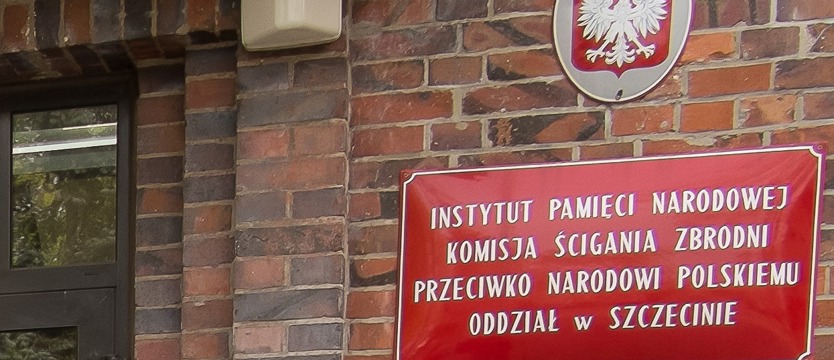 INSTYTUT PAMIĘCI NARODOWEJ
KOMISJA ŚCIGANIA ZBRODNI
PRZECIWKO NARODOWI POLSKIEMU
ODDZIAŁ w SZCZECINIE